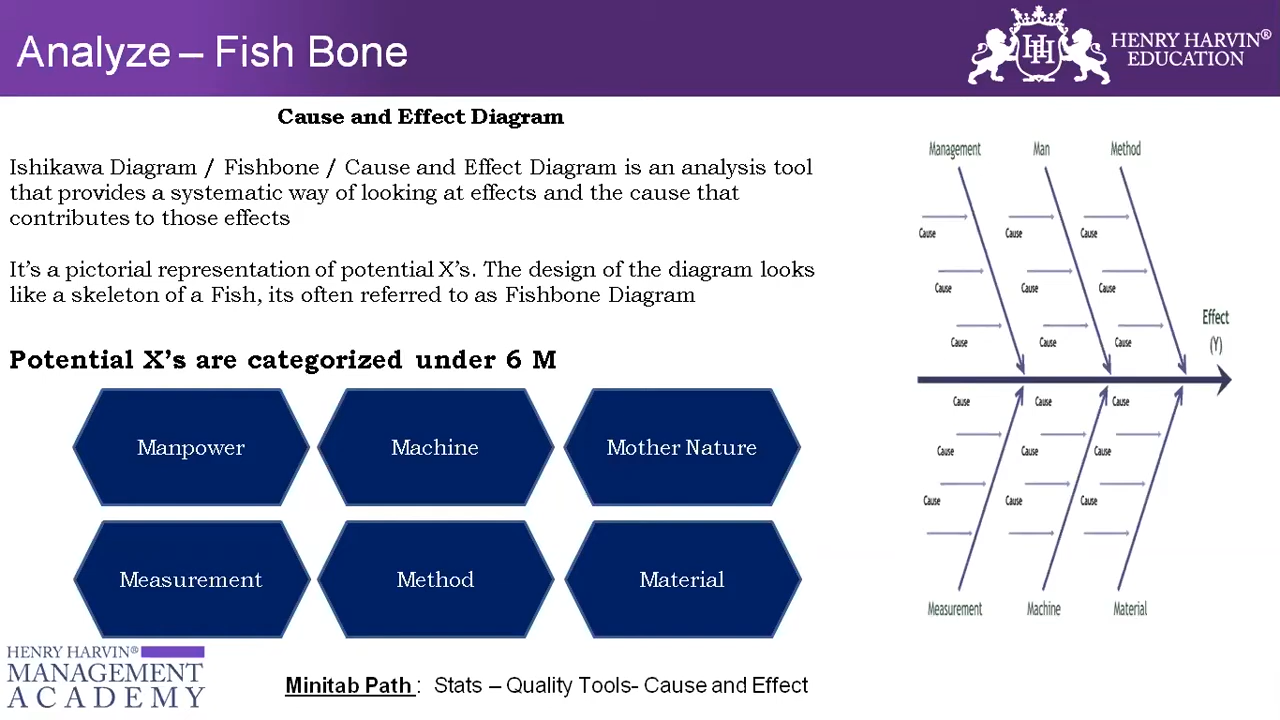 Analyze – Fish Bone
HENRY HARVIN®
EDUCATION
Cause and Effect Diagram
Ishikawa Diagram / Fishbone / Cause and Effect Diagram is an analysis tool
that provides a systematic way of looking at effects and the cause that
contributes to those effects
It's a pictorial representation of potential X's. The design of the diagram looks
like a skeleton of a Fish, its often referred to as Fishbone Diagram
Potential X's are categorized under 6 M
Manpower
Machine
Mother Nature
Measurement
Method
Material
Management
Man
Method
Cause
Cause
Cause
Cause
Cause
Cause
Cause
Cause
Cause
Effect
(Y)
Cause
Cause
Cause
Cause
Cause
Cause
Cause
Cause
Cause
Measurement
Machine
Material
HENRY HARVIN®
MANAGEMENT
ACADEMY
Minitab Path : Stats – Quality Tools- Cause and Effect